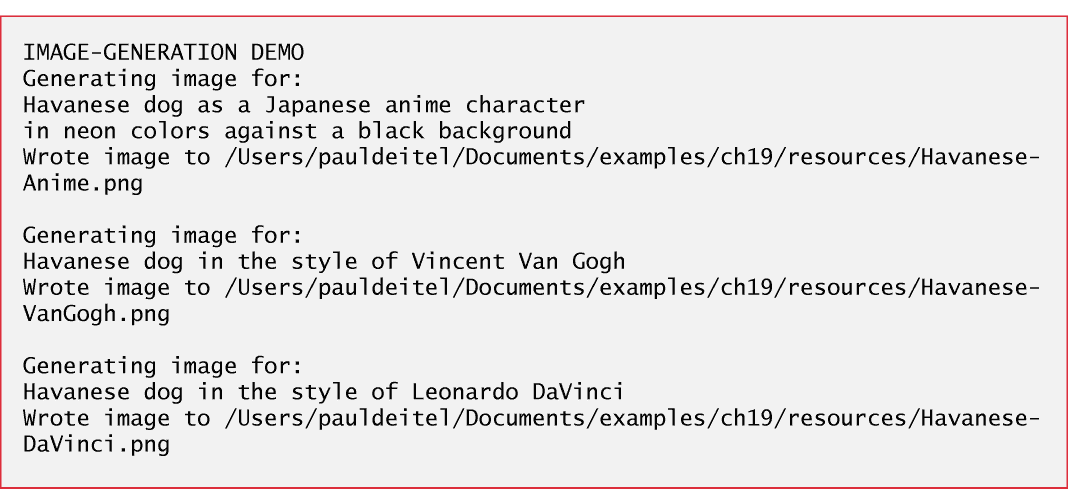 IMAGE-GENERATION DEMO
Generating image for:
Havanese dog as a Japanese anime character
in neon colors against a black background
Wrote image to /Users/pauldeitel/Documents/examples/ch19/resources/Havanese-
Anime.png
Generating image for:
Havanese dog in the style of Vincent Van Gogh
Wrote image to /Users/pauldeitel/Documents/examples/ch19/resources/Havanese-
VanGogh.png
Generating image for:
Havanese dog in the style of Leonardo DaVinci
Wrote image to /Users/pauldeitel/Documents/examples/ch19/resources/Havanese-
DaVinci.png